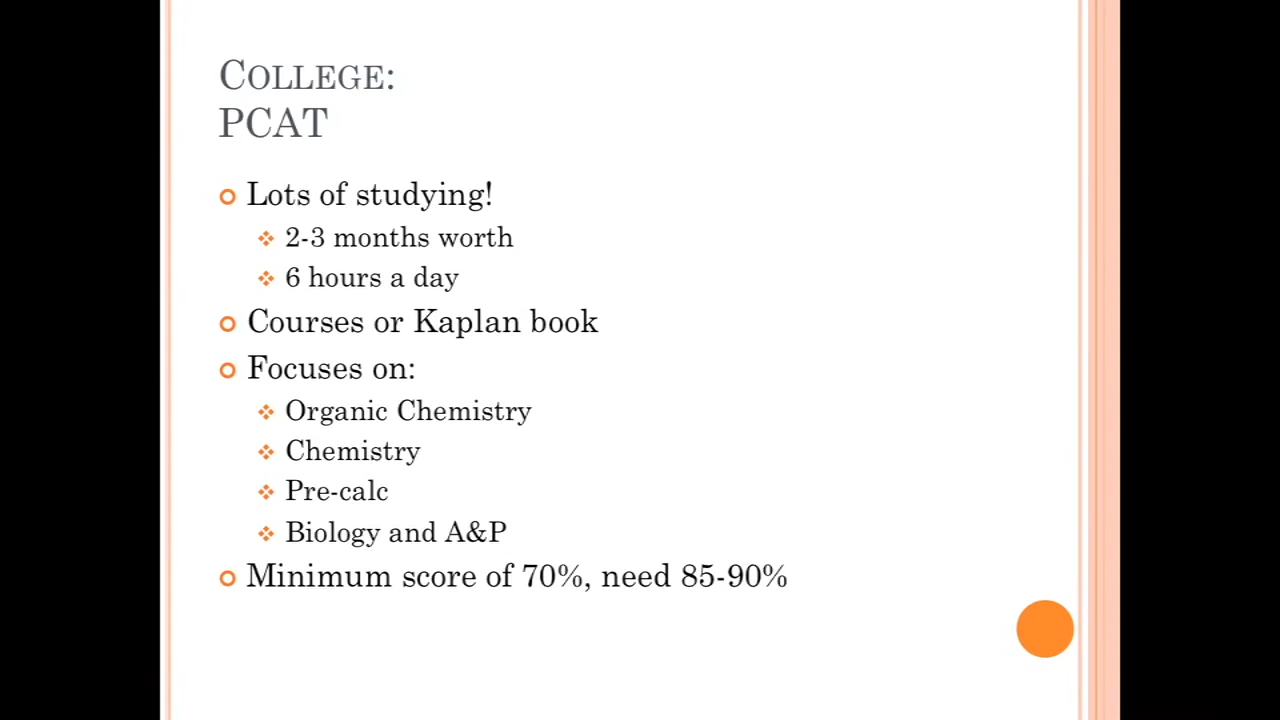 College:
PCAT
Lots of studying!
2-3 months worth
6 hours a day
Courses or Kaplan book
Focuses on:
Organic Chemistry
Chemistry
Pre-calc
Biology and A&P
Minimum score of 70%, need 85-90%